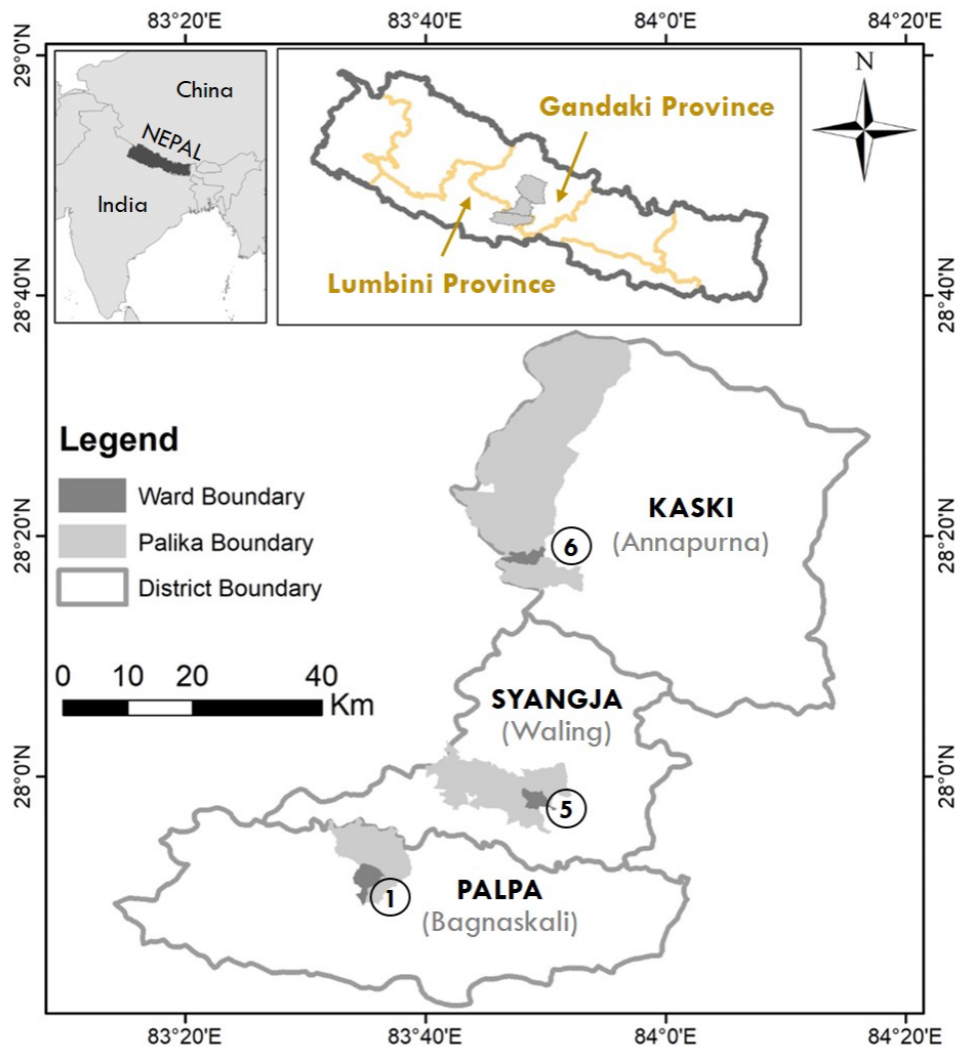 83°20'E 83°40'E 84°0'E 84°20'E
29°0'N
28°40'N
28°20'N
28°0'N
China
NEPAL
India
Gandaki Province
Lumbini Province
N
29°0'N
28°40'N
28°20'N
28°0'N
Legend
Ward Boundary
Palika Boundary
District Boundary
0 10 20 40
Km
KASKI
(Annapurna)
6
SYANGJA
(Waling)
5
PALPA
(Bagnaskali)
1
83°20'E 83°40'E 84°0'E 84°20'E